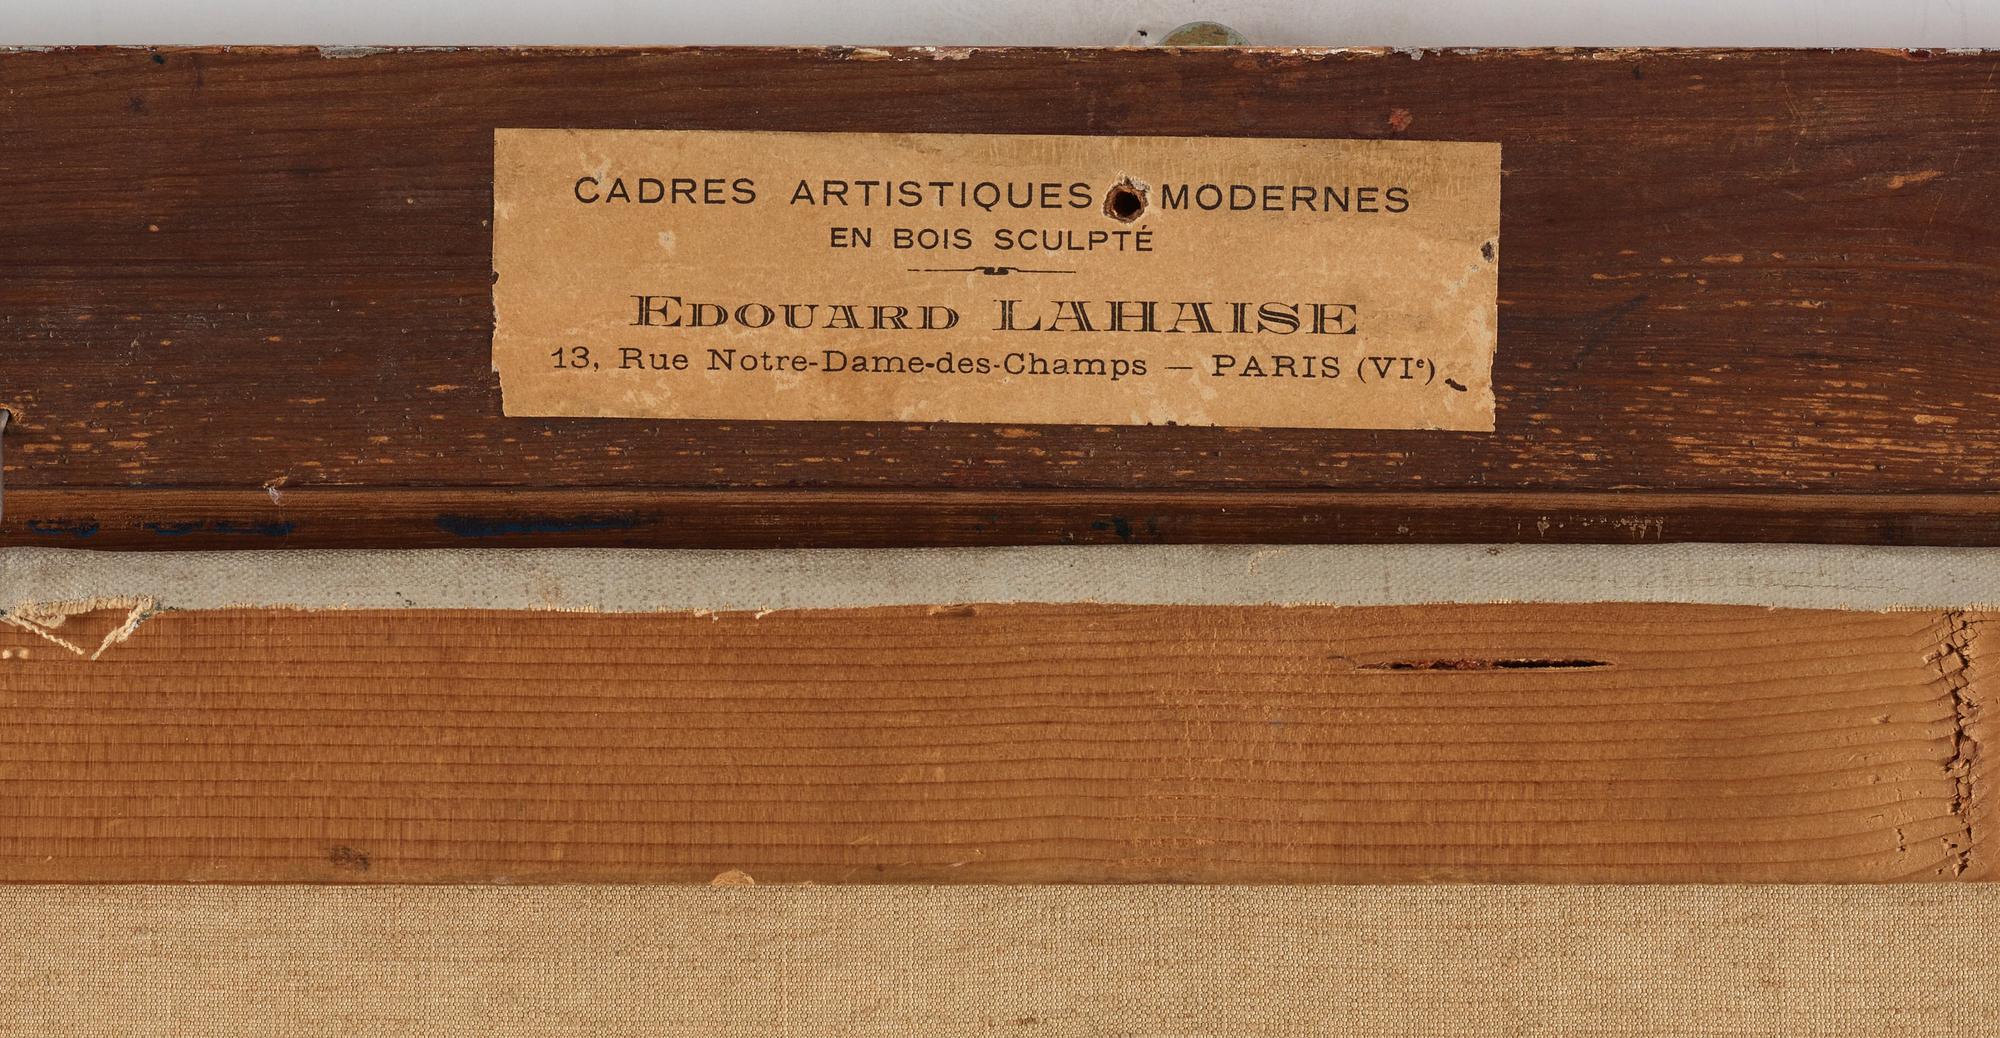 CADRES ARTISTIQUES MODERNES
EN BOIS SCULPTÉ
EDOUARD LAHAISE
13, Rue Notre-Dame-des-Champs — PARIS (VIe)